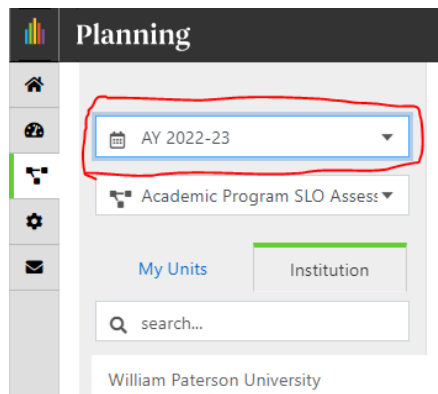 Planning
AY 2022-23
Academic Program SLO Assess
My Units
Institution
search...
William Paterson University